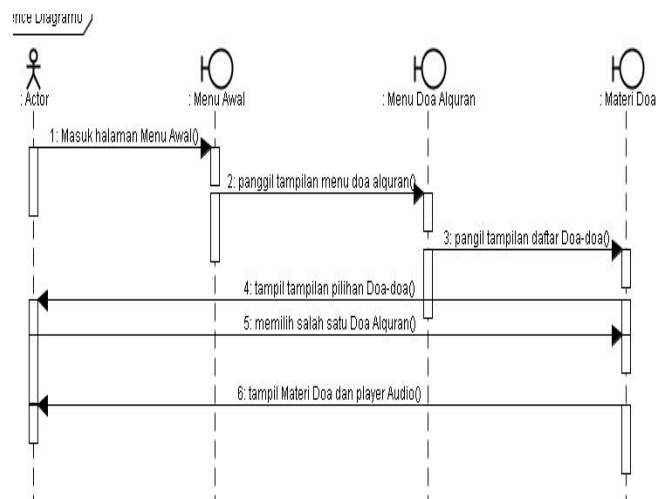 ence Diagram0
: Actor
: Menu Awal
: Menu Doa Alquran
: Materi Doa
1: Masuk halaman Menu Awal()
2: panggil tampilan menu doa alquran()
3: pangil tampilan daftar Doa-doa()
4: tampil tampilan pilihan Doa-doa()
5: memilih salah satu Doa Alquran()
6: tampil Materi Doa dan player Audio()